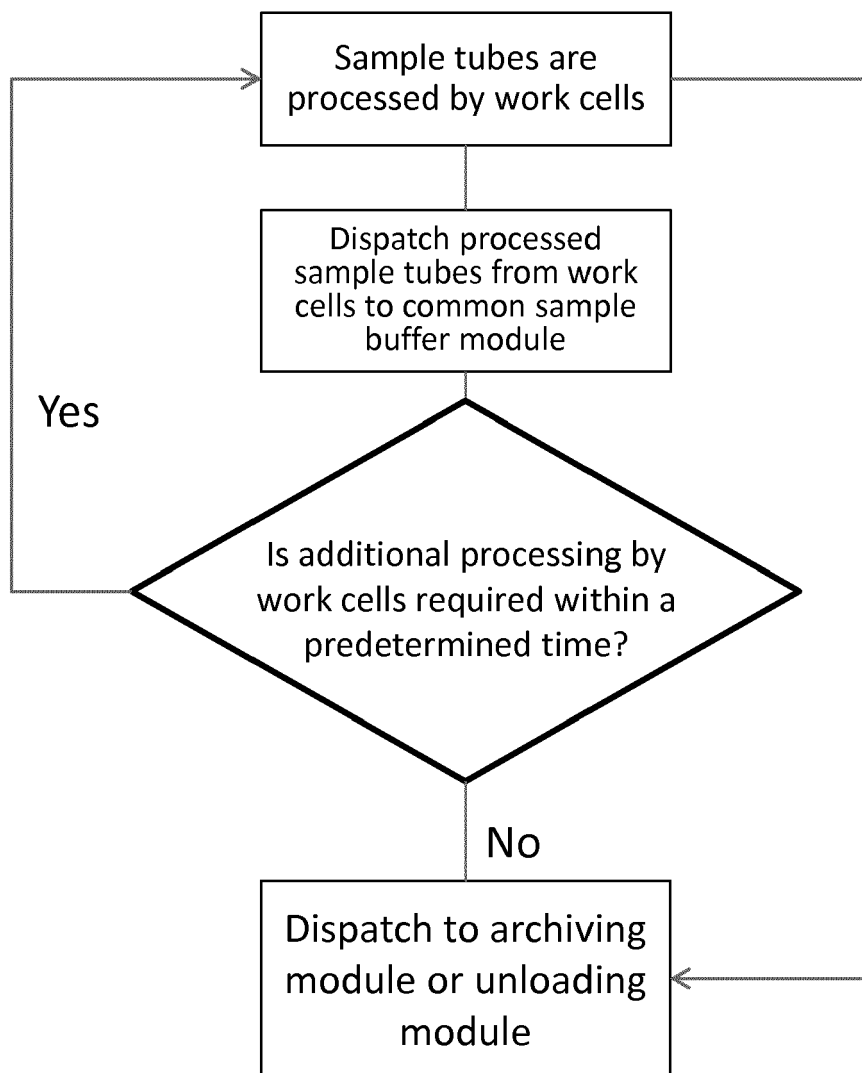 Sample tubes are
processed by work cells
Dispatch processed
sample tubes from work
cells to common sample
buffer module
Yes
Is additional processing by
work cells required within a
predetermined time?
No
Dispatch to archiving
module or unloading
module